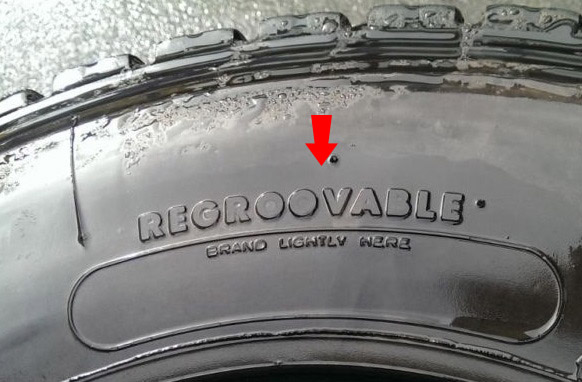 REGROOVABLE
BRAND LIGHTLY HERE